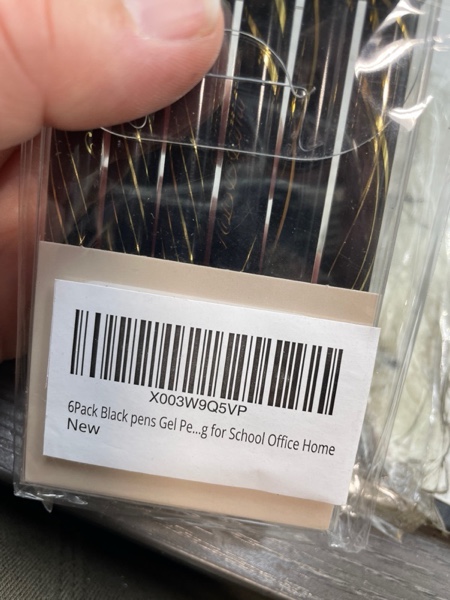 X003W9Q5VP
6Pack Black pens Gel Pe...g for School Office Home
New